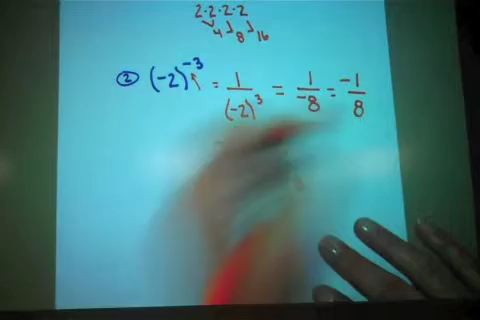 2·2·2·2
4 8 16
② (-2)^-3 = 1/(-2)^3 = 1/-8 = -1/8